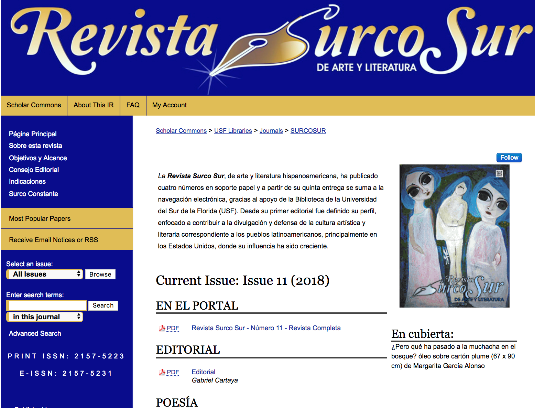 Revista Surco Sur
DE ARTE Y LITERATURA
Scholar Commons
About This IR
FAQ
My Account
Página Principal
Sobre esta revista
Objetivos y Alcance
Consejo Editorial
Indicaciones
Surco Constante
Most Popular Papers
Receive Email Notices or RSS
Select an issue:
All Issues
Browse
Enter search terms:
Search
in this journal
Advanced Search
PRINT ISSN: 2157-5223
E-ISSN: 2157-5231
Scholar Commons > USF Libraries > Journals > SURCOSUR
Follow
La Revista Surco Sur, de arte y literatura hispanoamericana, ha publicado
cuatro números en soporte papel y a partir de su quinta entrega se suma a la
navegación electrónica, gracias al apoyo de la Biblioteca de la Universidad
del Sur de la Florida (USF). Desde su primer editorial fue definido su perfil,
enfocado a contribuir a la divulgación y defensa de la cultura artística y
literaria correspondiente a los pueblos latinoamericanos, principalmente en
los Estados Unidos, donde su influencia ha sido creciente.
Current Issue: Issue 11 (2018)
EN EL PORTAL
PDF
Revista Surco Sur - Número 11 - Revista Completa
EDITORIAL
PDF
Editorial
Gabriel Cartaya
POESÍA
Revista
Surco Sur
DE ARTE Y LITERATURA
En cubierta:
¿Pero qué ha pasado a la muchacha en el
bosque? óleo sobre cartón plume (67 x 90
cm) de Margarita García Alonso